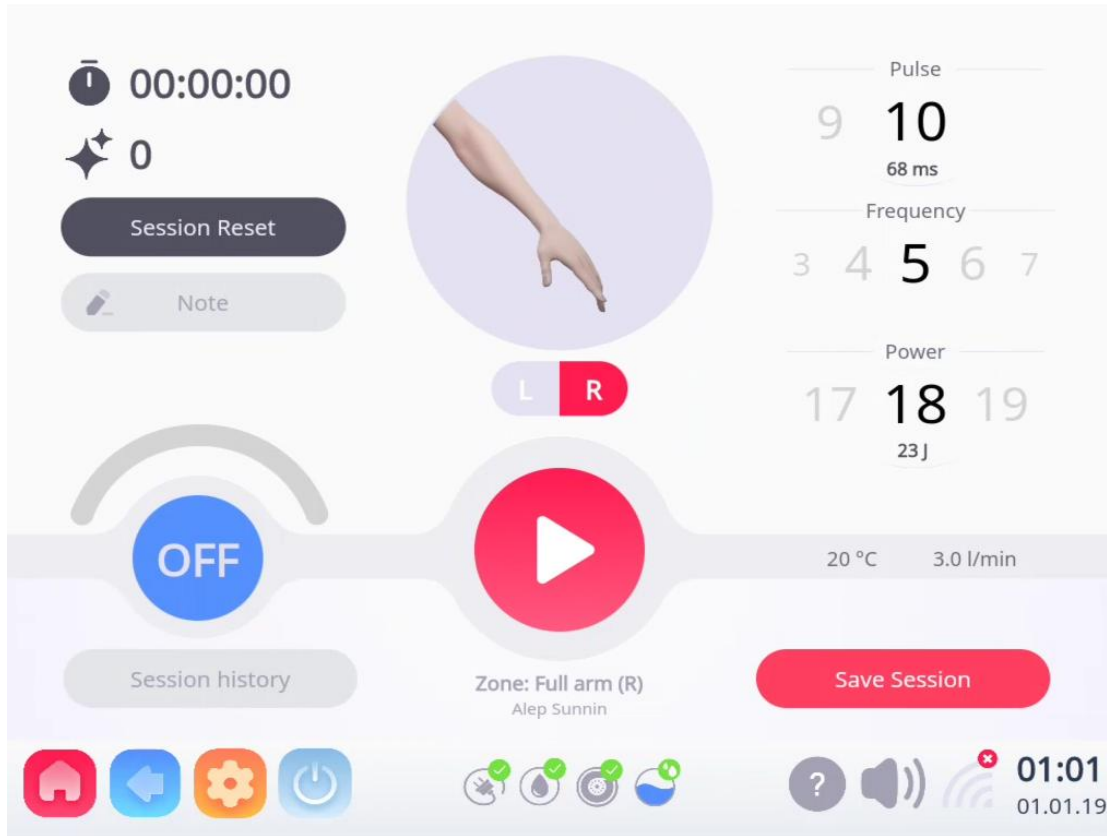 00:00:00
0
Session Reset
Note
L R
Pulse
9 10
68 ms
Frequency
3 4 5 6 7
Power
17 18 19
23 J
OFF
20 °C 3.0 l/min
Session history
Zone: Full arm (R)
Alep Sunnin
Save Session
?
01:01
01.01.19